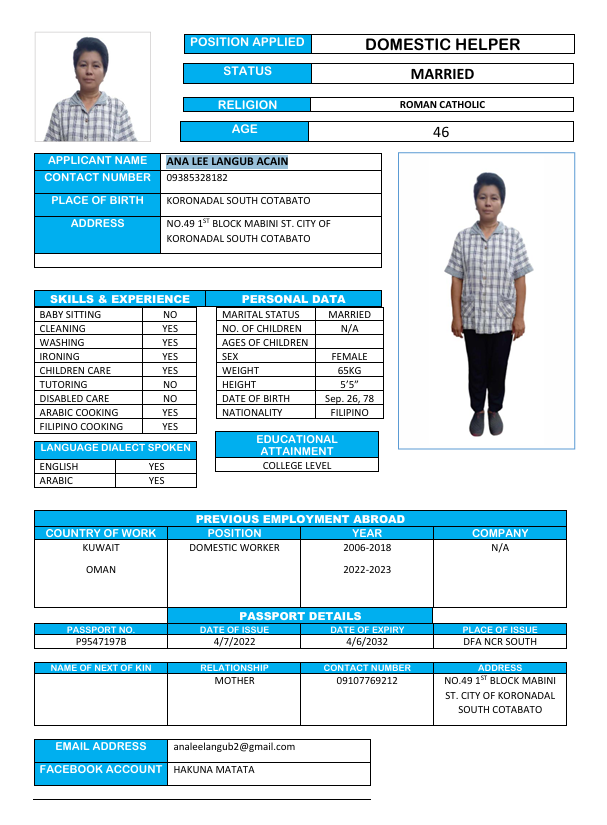 POSITION APPLIED DOMESTIC HELPER
STATUS MARRIED
RELIGION ROMAN CATHOLIC
AGE 46
APPLICANT NAME ANA LEE LANGUB ACAIN
CONTACT NUMBER 09385328182
PLACE OF BIRTH KORONADAL SOUTH COTABATO
ADDRESS NO.49 1ST BLOCK MABINI ST. CITY OF
KORONADAL SOUTH COTABATO
SKILLS & EXPERIENCE
BABY SITTING NO
CLEANING YES
WASHING YES
IRONING YES
CHILDREN CARE YES
TUTORING NO
DISABLED CARE NO
ARABIC COOKING YES
FILIPINO COOKING YES
LANGUAGE DIALECT SPOKEN
ENGLISH YES
ARABIC YES
PERSONAL DATA
MARITAL STATUS MARRIED
NO. OF CHILDREN N/A
AGES OF CHILDREN
SEX FEMALE
WEIGHT 65KG
HEIGHT 5’5”
DATE OF BIRTH Sep. 26, 78
NATIONALITY FILIPINO
EDUCATIONAL
ATTAINMENT
COLLEGE LEVEL
PREVIOUS EMPLOYMENT ABROAD
COUNTRY OF WORK POSITION YEAR COMPANY
KUWAIT DOMESTIC WORKER 2006-2018 N/A
OMAN 2022-2023
PASSPORT DETAILS
PASSPORT NO. DATE OF ISSUE DATE OF EXPIRY PLACE OF ISSUE
P9547197B 4/7/2022 4/6/2032 DFA NCR SOUTH
NAME OF NEXT OF KIN RELATIONSHIP CONTACT NUMBER ADDRESS
MOTHER 09107769212 NO.49 1ST BLOCK MABINI
ST. CITY OF KORONADAL
SOUTH COTABATO
EMAIL ADDRESS analeelangub2@gmail.com
FACEBOOK ACCOUNT HAKUNA MATATA